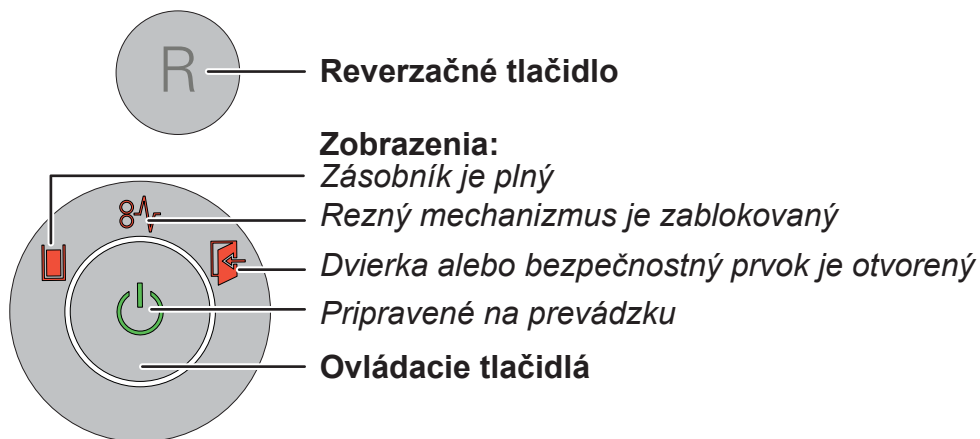 R
Reverzačné tlačidlo
Zobrazenia:
Zásobník je plný
Rezný mechanizmus je zablokovaný
Dvierka alebo bezpečnostný prvok je otvorený
Pripravené na prevádzku
Ovládacie tlačidlá